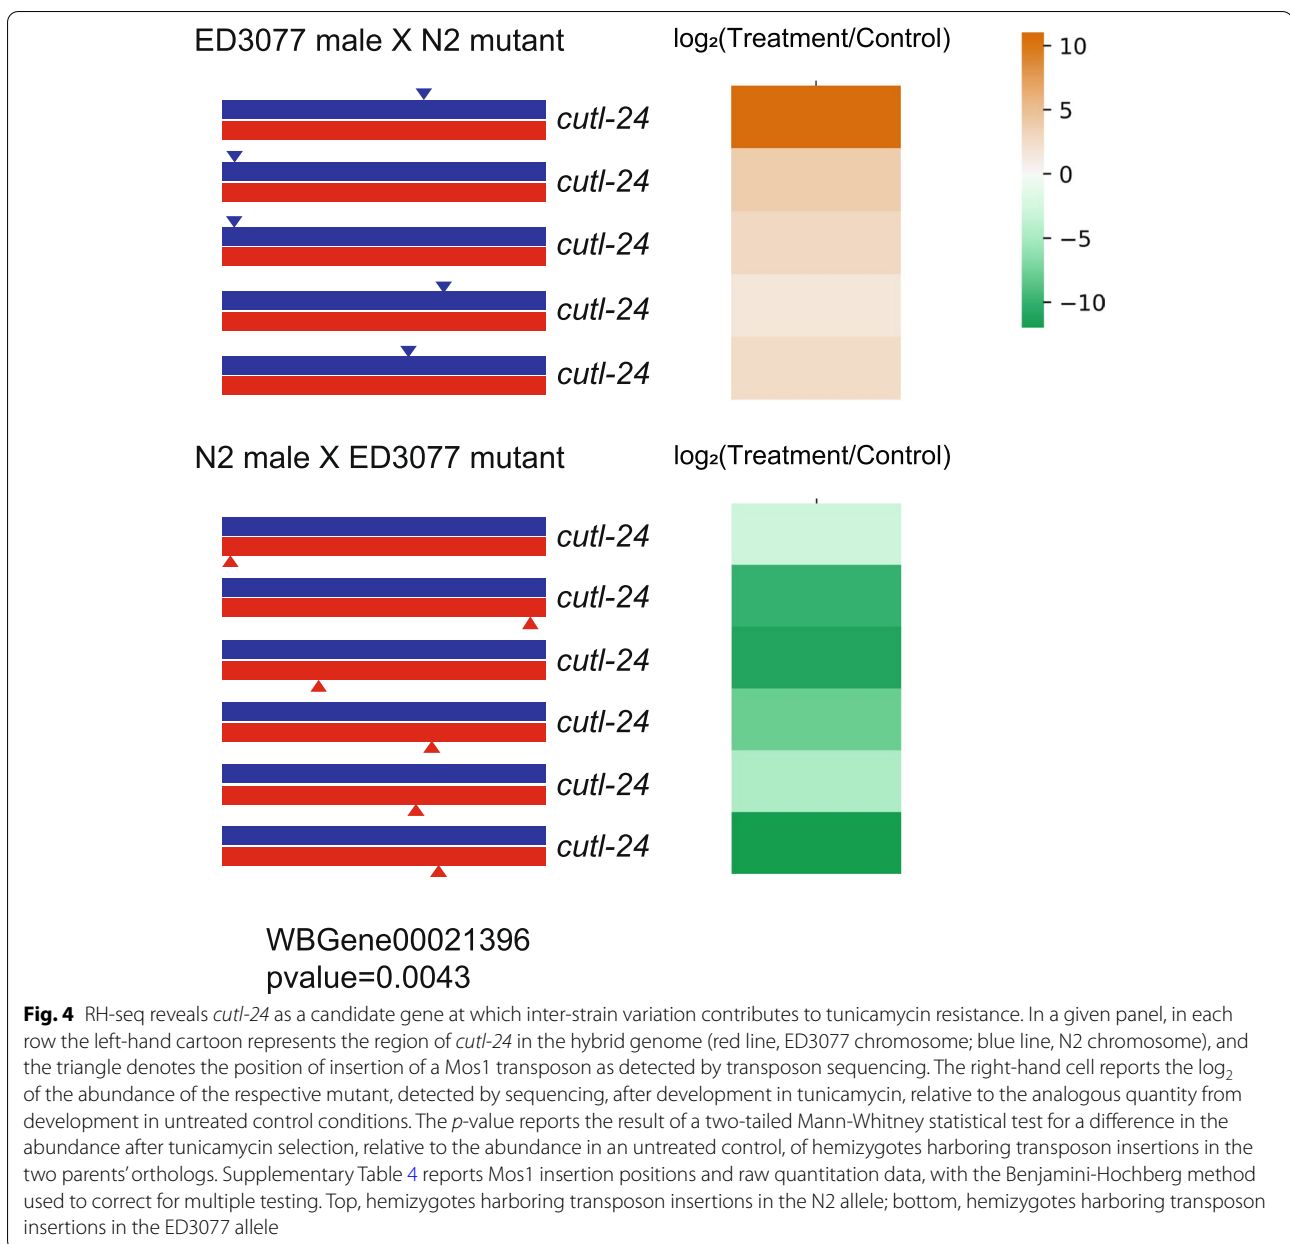 ED3077 male X N2 mutant
log₂(Treatment/Control)
cutl-24
cutl-24
cutl-24
cutl-24
cutl-24
10
5
0
−5
−10
N2 male X ED3077 mutant
log₂(Treatment/Control)
cutl-24
cutl-24
cutl-24
cutl-24
cutl-24
cutl-24
WBGene00021396
pvalue=0.0043
Fig. 4 RH-seq reveals cutl-24 as a candidate gene at which inter-strain variation contributes to tunicamycin resistance. In a given panel, in each
row the left-hand cartoon represents the region of cutl-24 in the hybrid genome (red line, ED3077 chromosome; blue line, N2 chromosome), and
the triangle denotes the position of insertion of a Mos1 transposon as detected by transposon sequencing. The right-hand cell reports the log₂
of the abundance of the respective mutant, detected by sequencing, after development in tunicamycin, relative to the analogous quantity from
development in untreated control conditions. The p-value reports the result of a two-tailed Mann-Whitney statistical test for a difference in the
abundance after tunicamycin selection, relative to the abundance in an untreated control, of hemizygotes harboring transposon insertions in the
two parents' orthologs. Supplementary Table 4 reports Mos1 insertion positions and raw quantitation data, with the Benjamini-Hochberg method
used to correct for multiple testing. Top, hemizygotes harboring transposon insertions in the N2 allele; bottom, hemizygotes harboring transposon
insertions in the ED3077 allele